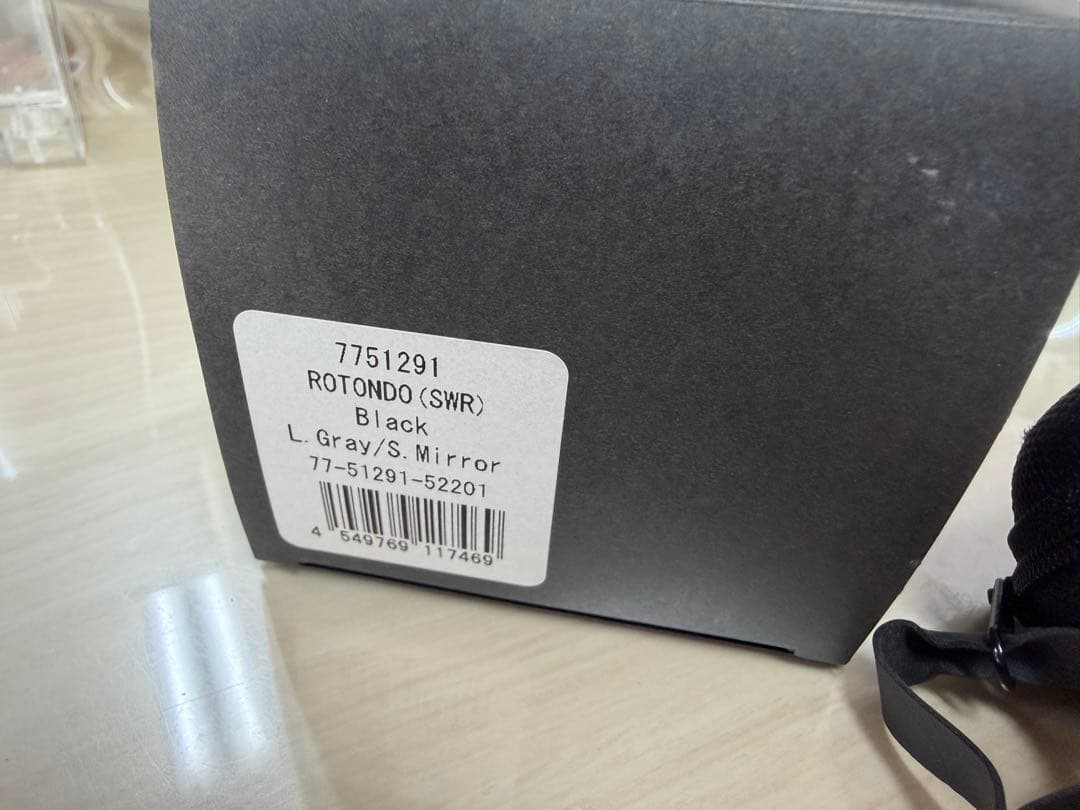 7751291
ROTONDO(SWR)
Black
L.Gray/S.Mirror
77-51291-52201
4 549769 117469